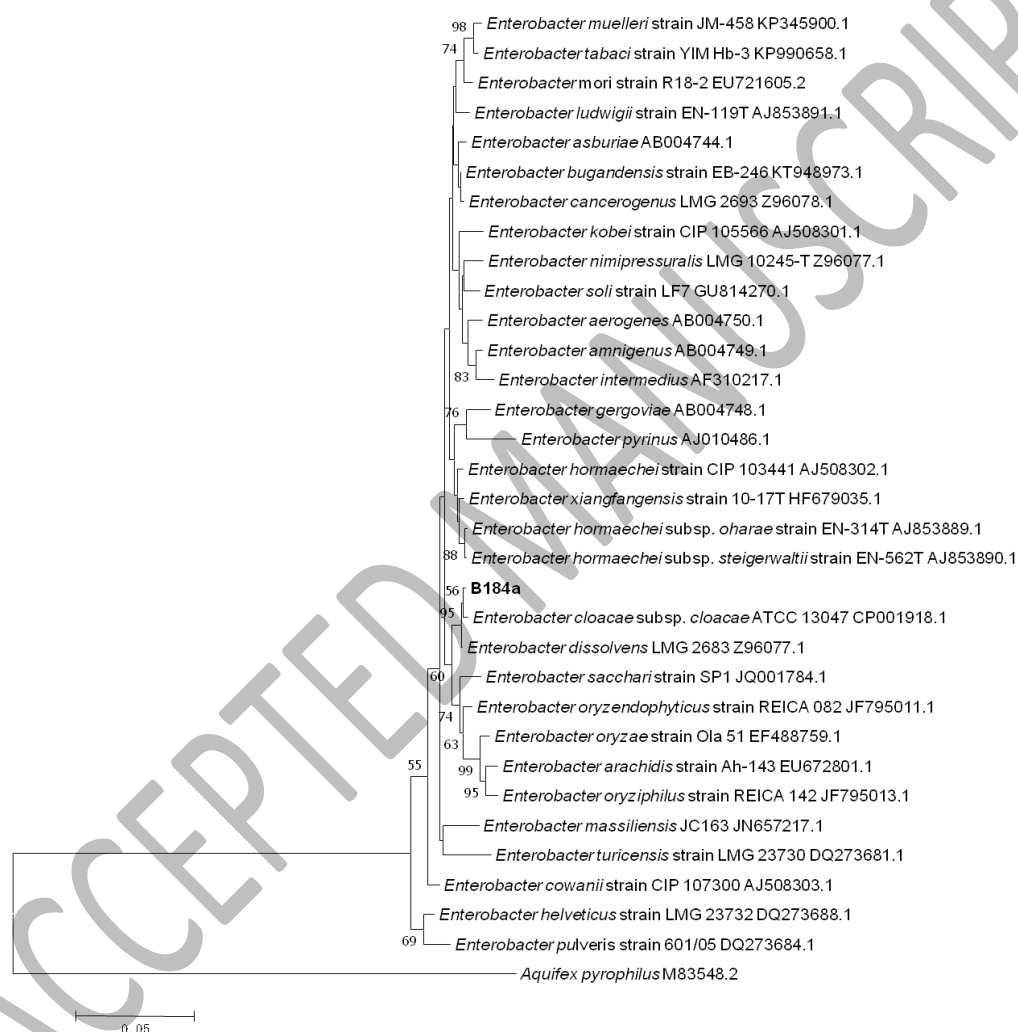 98
Enterobacter muelleri strain JM-458 KP345900.1
74
Enterobacter tabaci strain YIM Hb-3 KP990658.1
Enterobacter mori strain R18-2 EU721605.2
Enterobacter ludwigii strain EN-119T AJ853891.1
Enterobacter asburiae AB004744.1
Enterobacter bugandensis strain EB-246 KT948973.1
Enterobacter cancerogenus LMG 2693 Z96078.1
Enterobacter kobei strain CIP 105566 AJ508301.1
Enterobacter nimipressuralis LMG 10245-T Z96077.1
Enterobacter soli strain LF7 GU814270.1
Enterobacter aerogenes AB004750.1
Enterobacter amnigenus AB004749.1
83
Enterobacter intermedius AF310217.1
76
Enterobacter gergoviae AB004748.1
Enterobacter pyrinus AJ010486.1
Enterobacter hormaechei strain CIP 103441 AJ508302.1
Enterobacter xiangfangensis strain 10-17T HF679035.1
Enterobacter hormaechei subsp. oharae strain EN-314T AJ853889.1
88
Enterobacter hormaechei subsp. steigerwaltii strain EN-562T AJ853890.1
56
B184a
95
Enterobacter cloacae subsp. cloacae ATCC 13047 CP001918.1
Enterobacter dissolvens LMG 2683 Z96077.1
60
Enterobacter sacchari strain SP1 JQ001784.1
74
Enterobacter oryzendophyticus strain REICA 082 JF795011.1
63
Enterobacter oryzae strain Ola 51 EF488759.1
55
99
Enterobacter arachidis strain Ah-143 EU672801.1
95
Enterobacter oryziphilus strain REICA 142 JF795013.1
Enterobacter massiliensis JC163 JN657217.1
Enterobacter turicensis strain LMG 23730 DQ273681.1
Enterobacter cowanii strain CIP 107300 AJ508303.1
Enterobacter helveticus strain LMG 23732 DQ273688.1
69
Enterobacter pulveris strain 601/05 DQ273684.1
Aquifex pyrophilus M83548.2
0.05
ACCEPTED MANUSCRIP